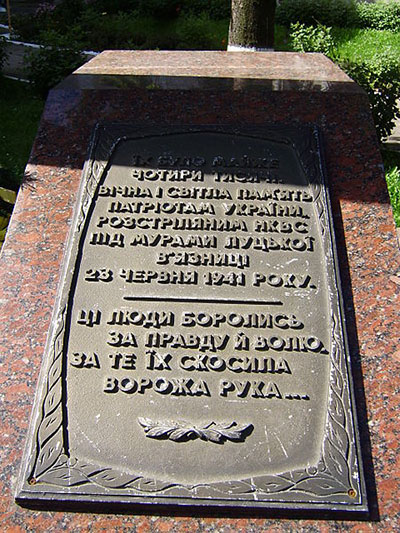 ЇХ БУЛО МАЙЖЕ
ЧОТИРИ ТИСЯЧІ.
ВІЧНА І СВІТЛА ПАМ'ЯТЬ
ПАТРІОТАМ УКРАЇНИ,
РОЗСТРІЛЯНИМ НКВС
ПІД МУРАМИ ЛУЦЬКОЇ
В'ЯЗНИЦІ
23 ЧЕРВНЯ 1941 РОКУ.
ЦІ ЛЮДИ БОРОЛИСЬ
ЗА ПРАВДУ Й ВОЛЮ.
ЗА ТЕ ЇХ СКОСИЛА
ВОРОЖА РУКА...